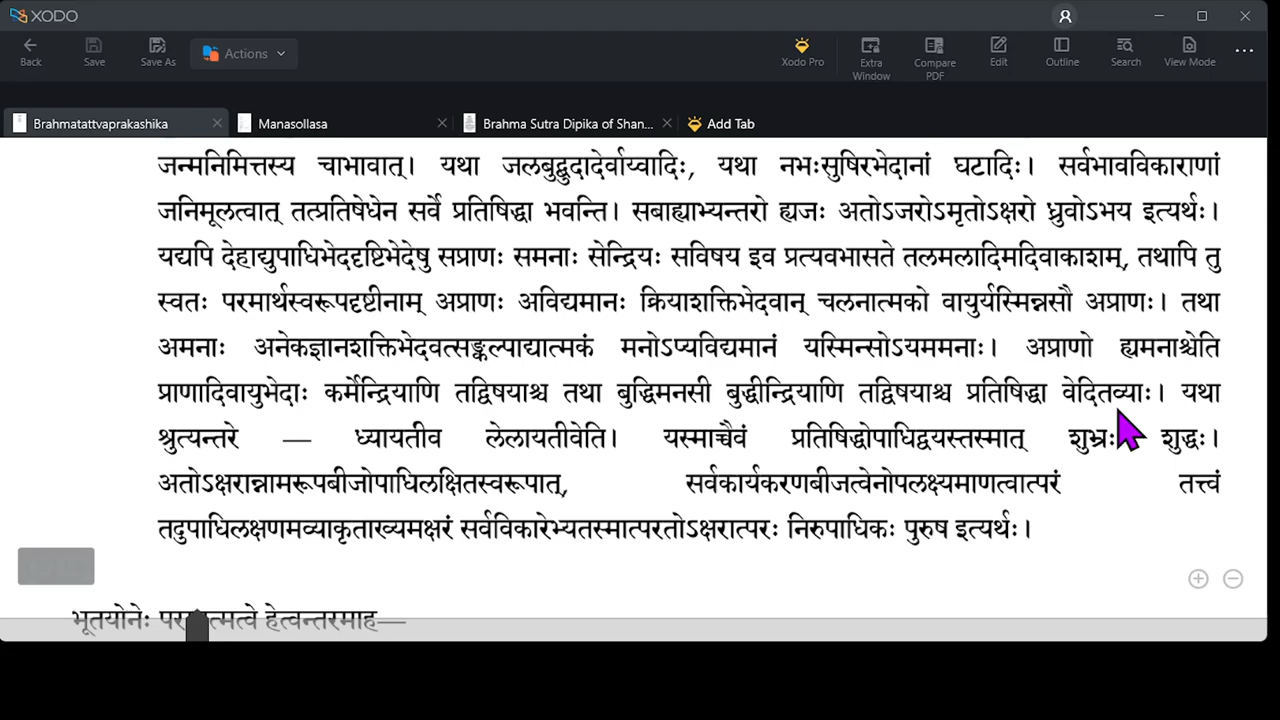 XODO
Back
Save
Save As
Actions
Xodo Pro
Extra Window
Compare PDF
Edit
Outline
Search
View Mode
Brahmatattvaprakashika
Manasollasa
Brahma Sutra Dipika of Shan...
Add Tab
जन्मनिमित्तस्य चाभावात्। यथा जलबुद्बुदादेर्वाय्वादिः, यथा नभःसुषिरभेदानां घटादिः। सर्वभावविकाराणां
जनिमूलत्वात् तत्प्रतिषेधेन सर्वे प्रतिषिद्धा भवन्ति। सबाह्याभ्यन्तरो ह्यजः अतोऽजरोऽमृतोऽक्षरो ध्रुवोऽभय इत्यर्थः।
यद्यपि देहाद्युपाधिभेददृष्टिभेदेषु सप्राणः समनाः सेन्द्रियः सविषय इव प्रत्यवभासते तलमलादिमदिवाकाशम्, तथापि तु
स्वतः परमार्थस्वरूपदृष्टीनाम् अप्राणः अविद्यमानः क्रियाशक्तिभेदवान् चलनात्मको वायुर्यस्मिन्नसौ अप्राणः। तथा
अमनाः अनेकज्ञानशक्तिभेदवत्सङ्कल्पाद्यात्मकं मनोऽप्यविद्यमानं यस्मिन्सोऽयममनाः। अप्राणो ह्यमनाश्चेति
प्राणादिवायुभेदाः कर्मेन्द्रियाणि तद्विषयाश्च तथा बुद्धिमनसी बुद्धीन्द्रियाणि तद्विषयाश्च प्रतिषिद्धा वेदितव्याः। यथा
श्रुत्यन्तरे — ध्यायतीव लेलायतीवेति। यस्माच्चैवं प्रतिषिद्धोपाधिद्वयस्तस्मात् शुभ्रः शुद्धः।
अतोऽक्षरान्नामरूपबीजोपाधिलक्षितस्वरूपात्, सर्वकार्यकरणबीजत्वेनोपलक्ष्यमाणत्वात्परं तत्त्वं
तदुपाधिलक्षणमव्याकृताख्यमक्षरं सर्वविकारेभ्यतस्मात्परतोऽक्षरात्परः निरुपाधिकः पुरुष इत्यर्थः।
भूतयोनेः हेत्वन्तरमाह—